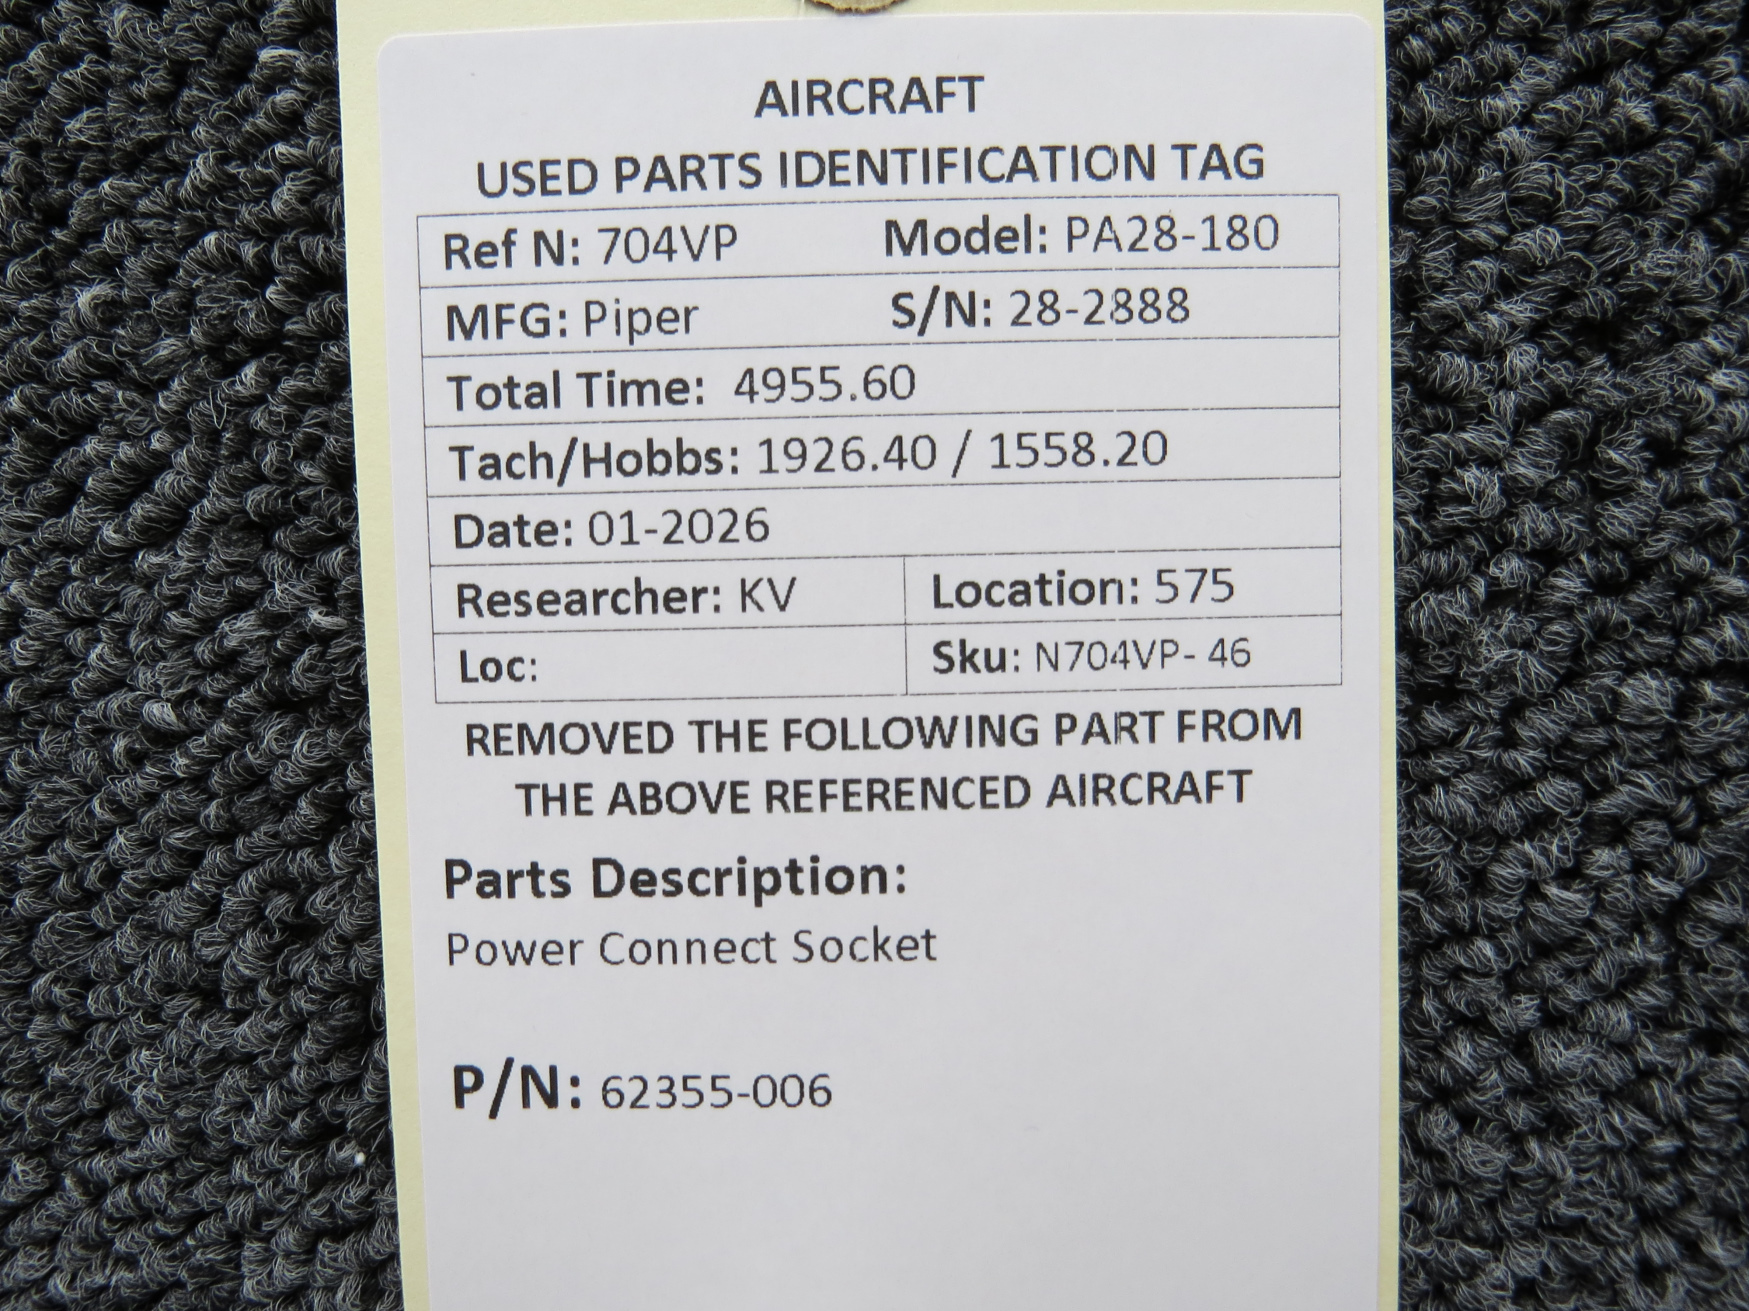 AIRCRAFT
USED PARTS IDENTIFICATION TAG
Ref N: 704VP Model: PA28-180
MFG: Piper S/N: 28-2888
Total Time: 4955.60
Tach/Hobbs: 1926.40 / 1558.20
Date: 01-2026
Researcher: KV Location: 575
Loc: Sku: N704VP- 46
REMOVED THE FOLLOWING PART FROM
THE ABOVE REFERENCED AIRCRAFT
Parts Description:
Power Connect Socket
P/N: 62355-006